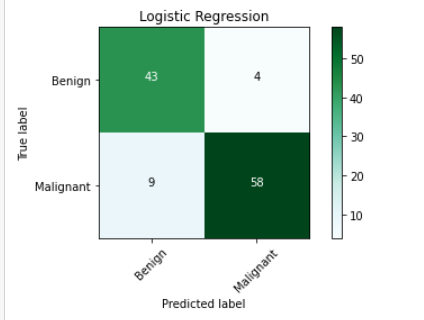 Logistic Regression
True label
Benign
43
4
Malignant
9
58
Benign
Malignant
Predicted label
50
40
30
20
10